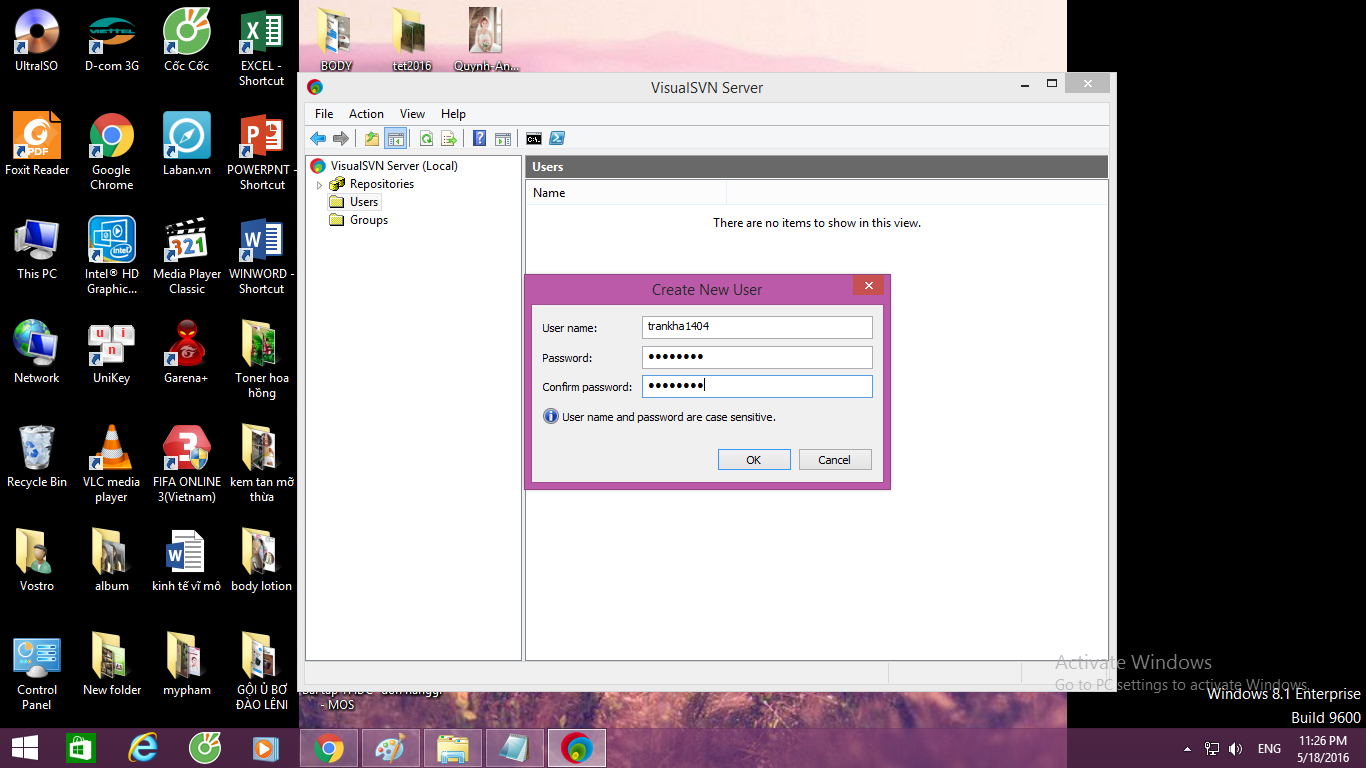 UltraISO
D-com 3G
Cốc Cốc
EXCEL -
Shortcut
BODY
tet2016
Quynh-An...
Foxit Reader
Google
Chrome
Laban.vn
POWERPNT -
Shortcut
This PC
Intel® HD
Graphic...
Media Player
Classic
WINWORD -
Shortcut
Network
UniKey
Garena+
Toner hoa
hồng
Recycle Bin
VLC media
player
FIFA ONLINE
3(Vietnam)
kem tan mỡ
thừa
Vostro
album
kinh tế vĩ mô
body lotion
Control
Panel
New folder
mypham
GỘI Ủ BƠ
ĐÀO LÊNI
- MOS
VisualSVN Server
File Action View Help
VisualSVN Server (Local)
Repositories
Users
Groups
Users
Name
There are no items to show in this view.
Create New User
User name:
trankha1404
Password:
●●●●●●●●
Confirm password:
●●●●●●●●
User name and password are case sensitive.
OK
Cancel
Activate Windows
Go to PC settings to activate Windows.
Windows 8.1 Enterprise
Build 9600
ENG
11:26 PM
5/18/2016